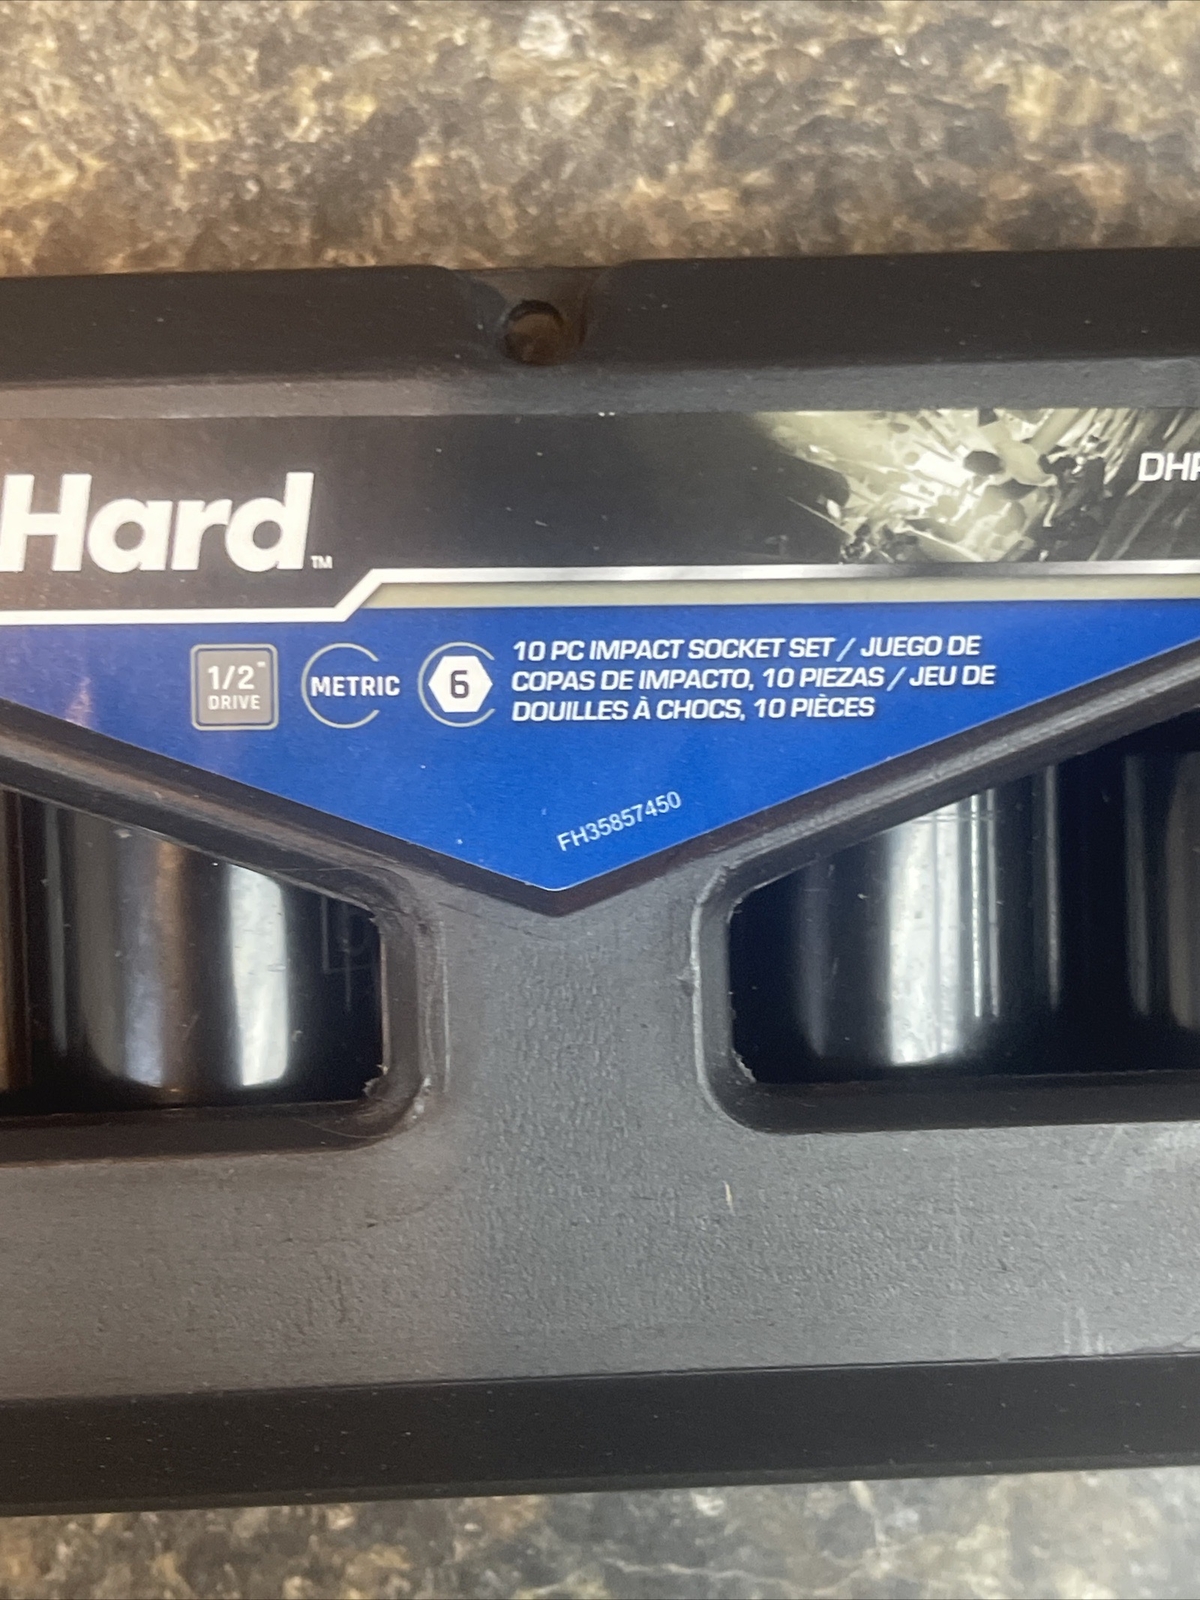 Hard™
DHP
1/2"
DRIVE
METRIC
6
10 PC IMPACT SOCKET SET / JUEGO DE
COPAS DE IMPACTO, 10 PIEZAS / JEU DE
DOUILLES À CHOCS, 10 PIÈCES
FH35857450